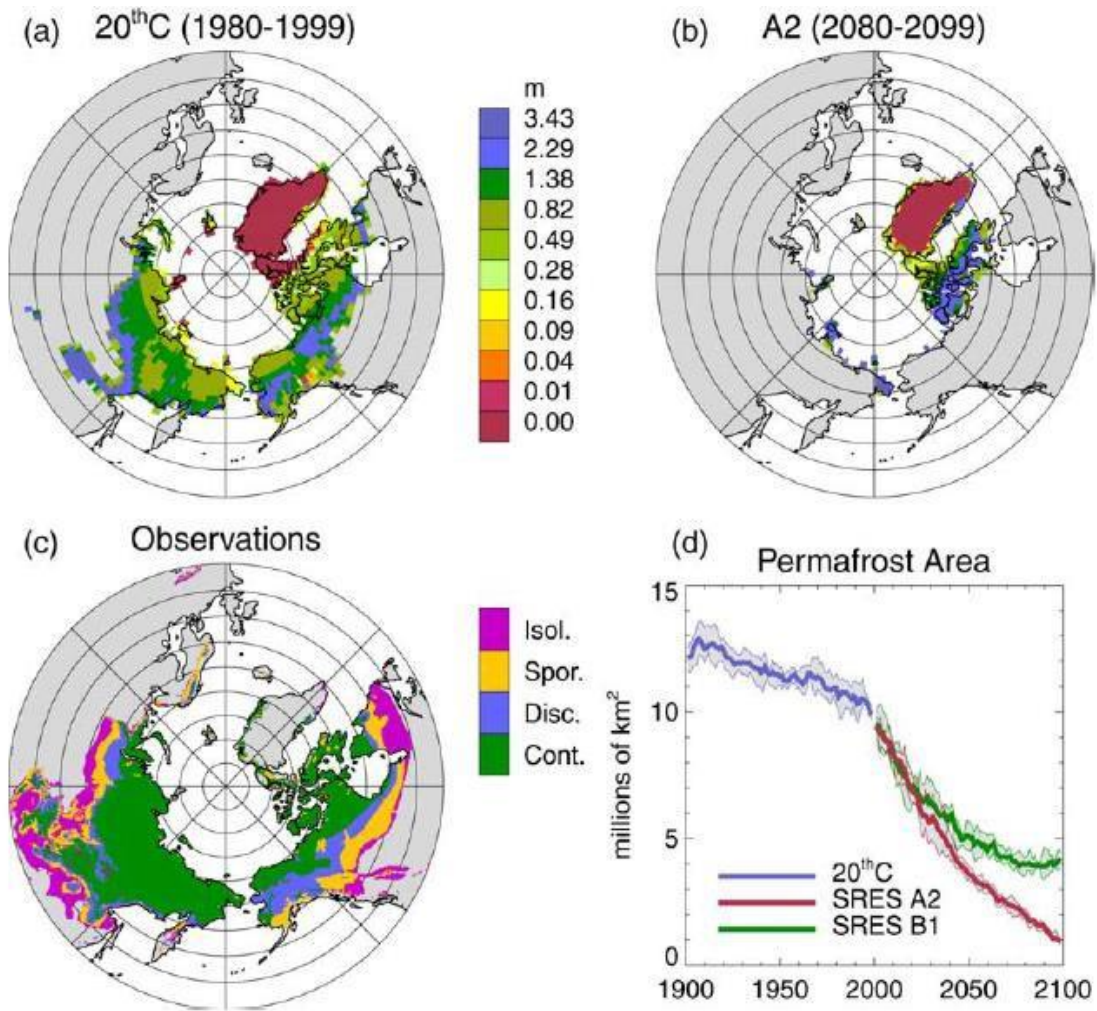 (a) 20thC (1980-1999)
(b) A2 (2080-2099)
m
3.43
2.29
1.38
0.82
0.49
0.28
0.16
0.09
0.04
0.01
0.00
(c) Observations
Isol.
Spor.
Disc.
Cont.
(d) Permafrost Area
millions of km2
15
10
5
0
20thC
SRES A2
SRES B1
1900 1950 2000 2050 2100